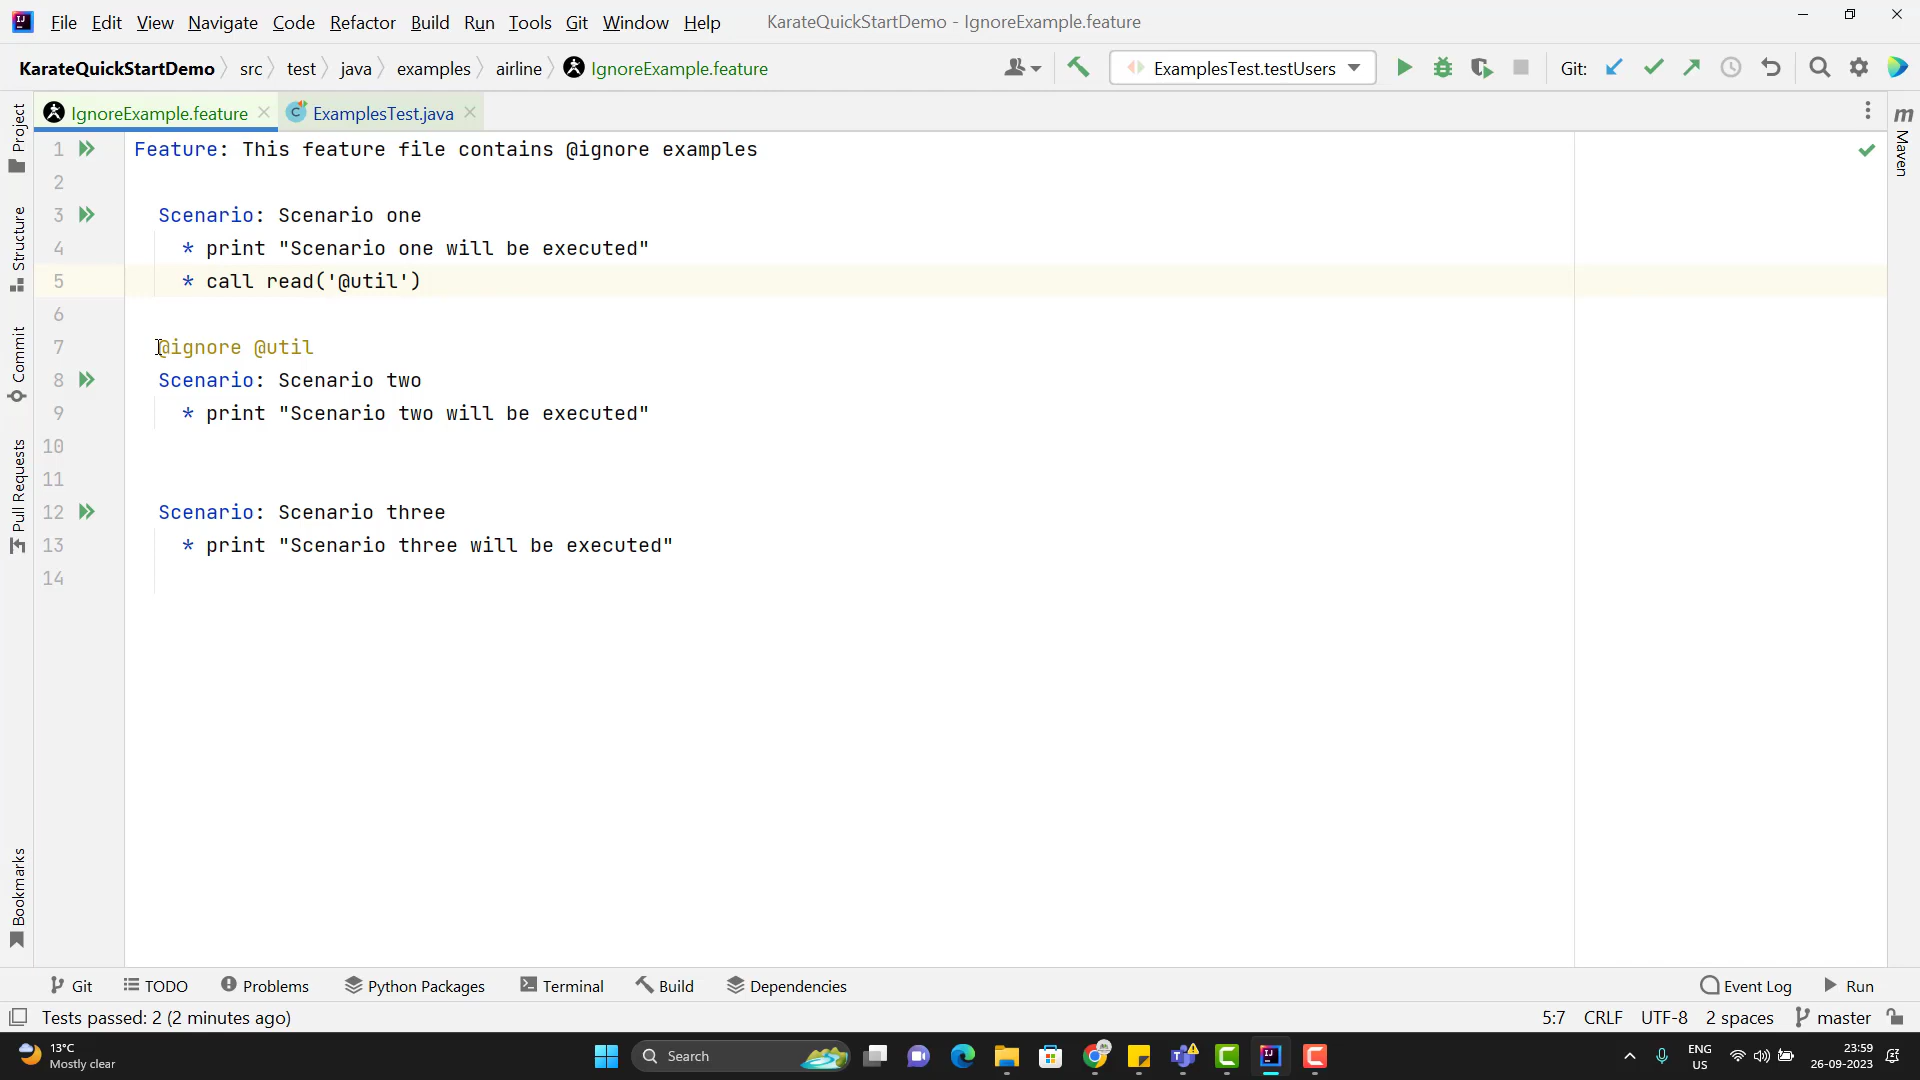 File Edit View Navigate Code Refactor Build Run Tools Git Window Help KarateQuickStartDemo - IgnoreExample.feature
KarateQuickStartDemo src test java examples airline IgnoreExample.feature ExamplesTest.testUsers Git:
IgnoreExample.feature ExamplesTest.java
Project
Structure
Commit
Pull Requests
Bookmarks
m Maven
1 Feature: This feature file contains @ignore examples
2
3 Scenario: Scenario one
4 * print "Scenario one will be executed"
5 * call read('@util')
6
7 @ignore @util
8 Scenario: Scenario two
9 * print "Scenario two will be executed"
10
11
12 Scenario: Scenario three
13 * print "Scenario three will be executed"
14
Git TODO Problems Python Packages Terminal Build Dependencies Event Log Run
Tests passed: 2 (2 minutes ago) 5:7 CRLF UTF-8 2 spaces master
13°C
Mostly clear
Search
ENG
US
23:59
26-09-2023